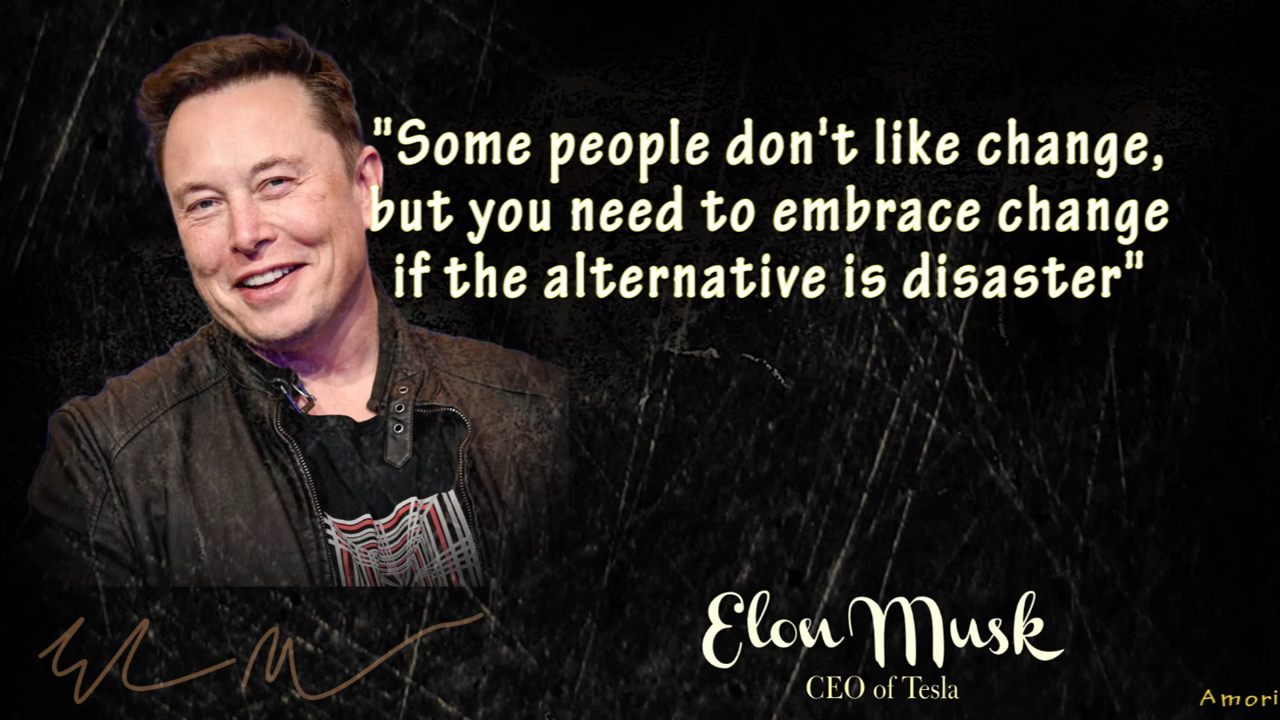 "Some people don't like change,
but you need to embrace change
if the alternative is disaster"
Elon Musk
CEO of Tesla
Amori